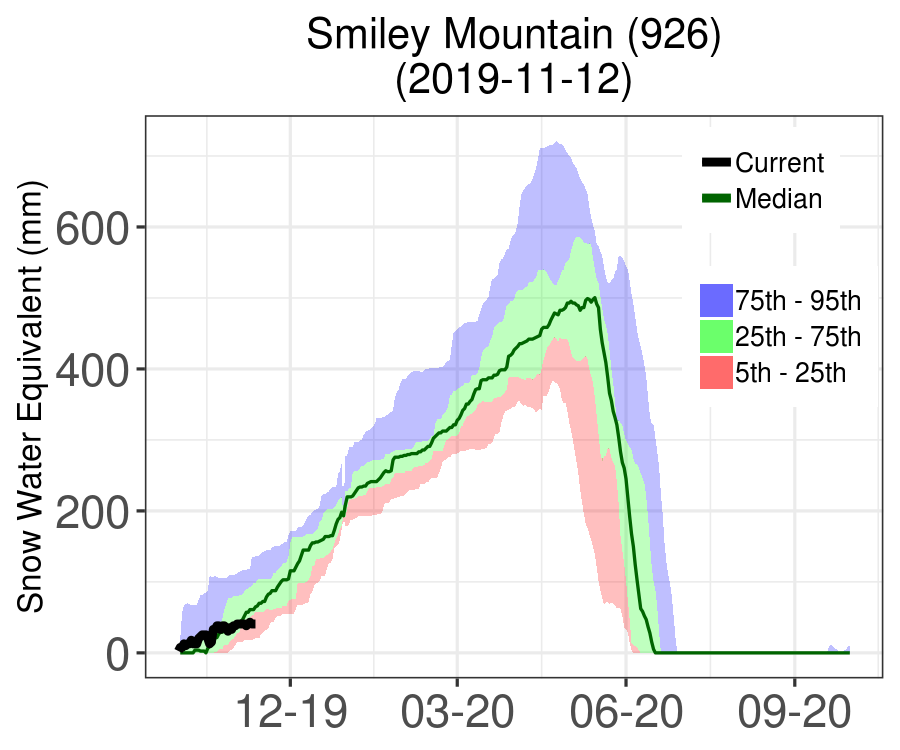 Smiley Mountain (926)
(2019-11-12)
Snow Water Equivalent (mm)
600
400
200
0
12-19
03-20
06-20
09-20
Current
Median
75th - 95th
25th - 75th
5th - 25th